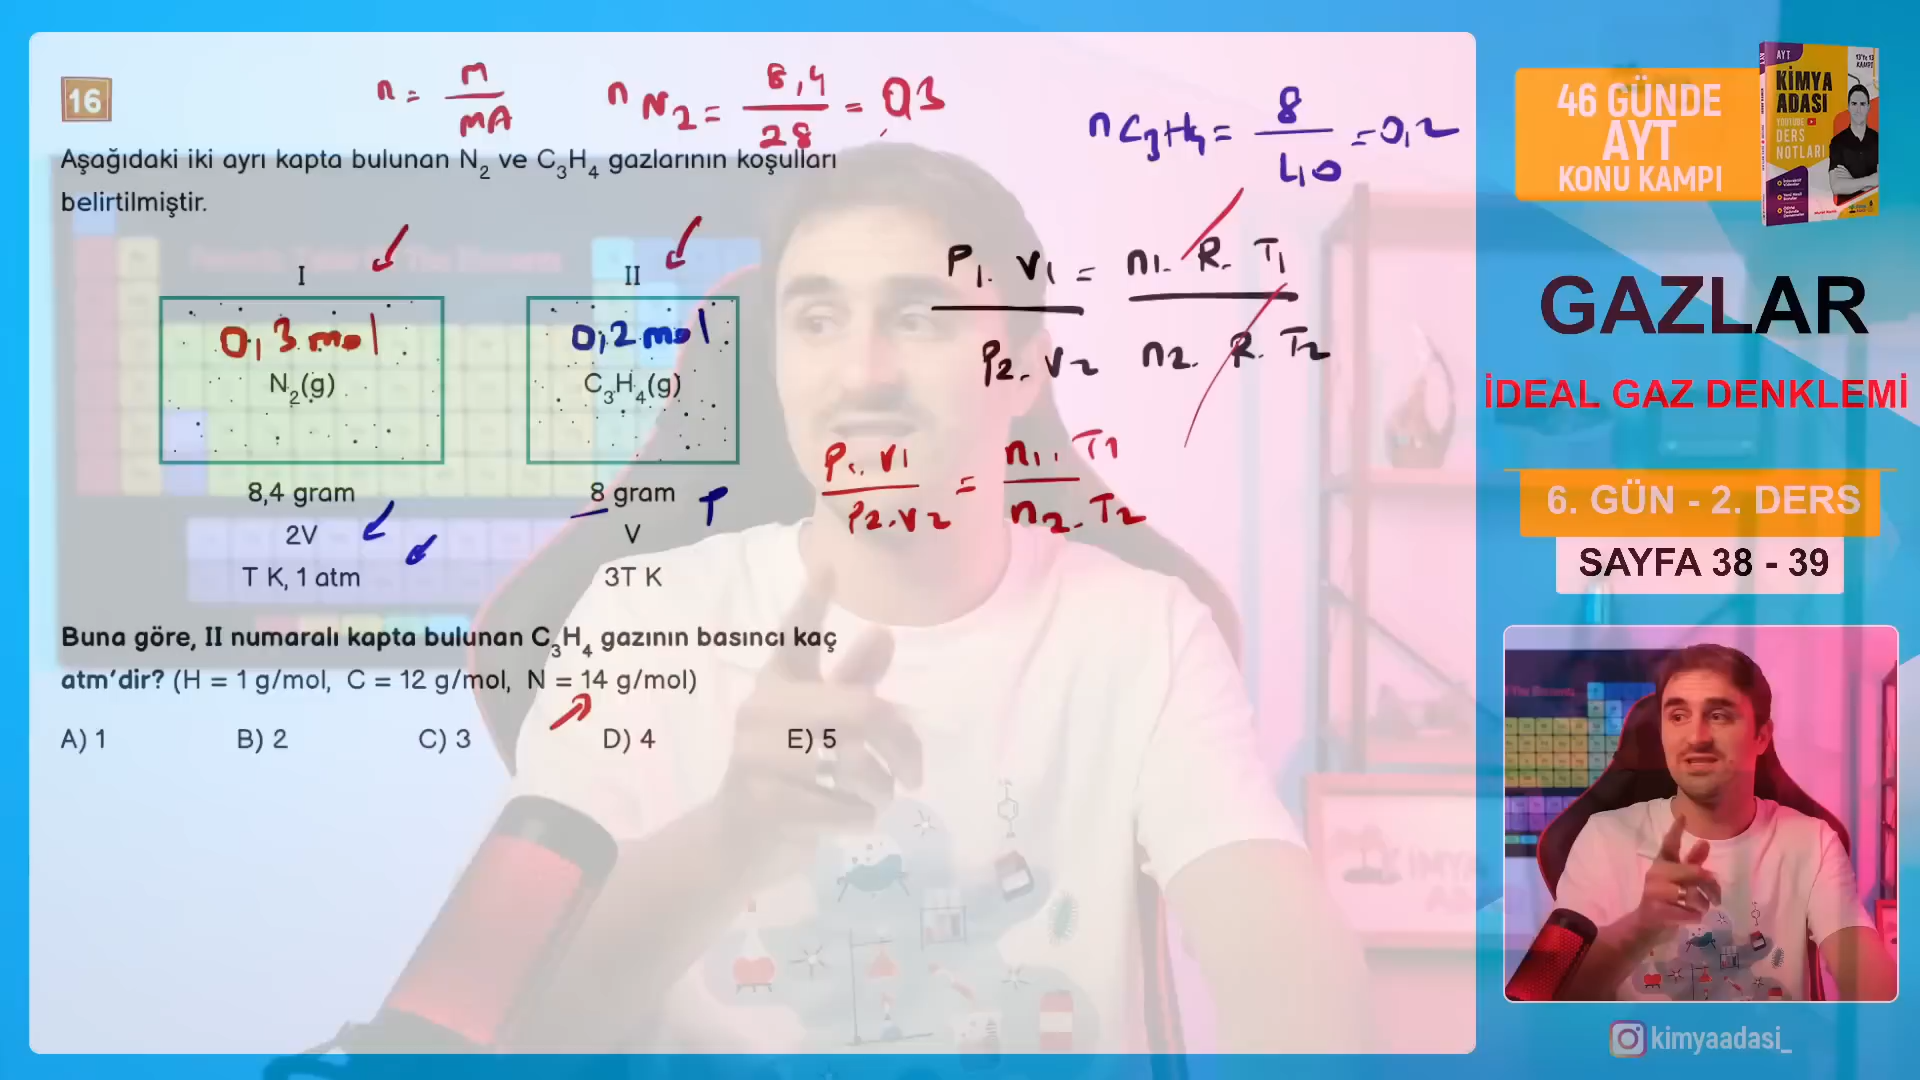 16
n = m / mA
n N2 = 8,4 / 28 = 0,3
n C3H4 = 8 / 40 = 0,2
Aşağıdaki iki ayrı kapta bulunan N2 ve C3H4 gazlarının koşulları
belirtilmiştir.
I
II
0,3 mol
0,2 mol
N2(g)
C3H4(g)
8,4 gram
8 gram
2V
V
T K, 1 atm
3T K
P1. V1 = n1. R. T1
P2. V2 n2. R. T2
P1. V1 = n1. T1
P2. V2 n2. T2
Buna göre, II numaralı kapta bulunan C3H4 gazının basıncı kaç
atm'dir? (H = 1 g/mol, C = 12 g/mol, N = 14 g/mol)
A) 1 B) 2 C) 3 D) 4 E) 5
46 GÜNDE
AYT
KONU KAMPI
AYT
KİMYA
ADASI
YOUTUBE
DERS
NOTLARI
GAZLAR
İDEAL GAZ DENKLEMİ
6. GÜN - 2. DERS
SAYFA 38 - 39
kimyaadasi_